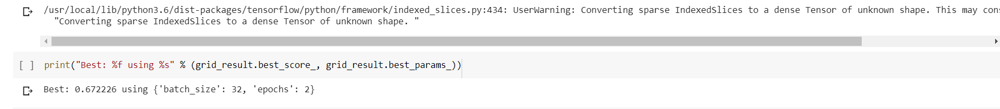 /usr/local/lib/python3.6/dist-packages/tensorflow/python/framework/indexed_slices.py:434: UserWarning: Converting sparse IndexedSlices to a dense Tensor of unknown shape. This may
"Converting sparse IndexedSlices to a dense Tensor of unknown shape. "
[ ] print("Best: %f using %s" % (grid_result.best_score_, grid_result.best_params_))
Best: 0.672226 using {'batch_size': 32, 'epochs': 2}